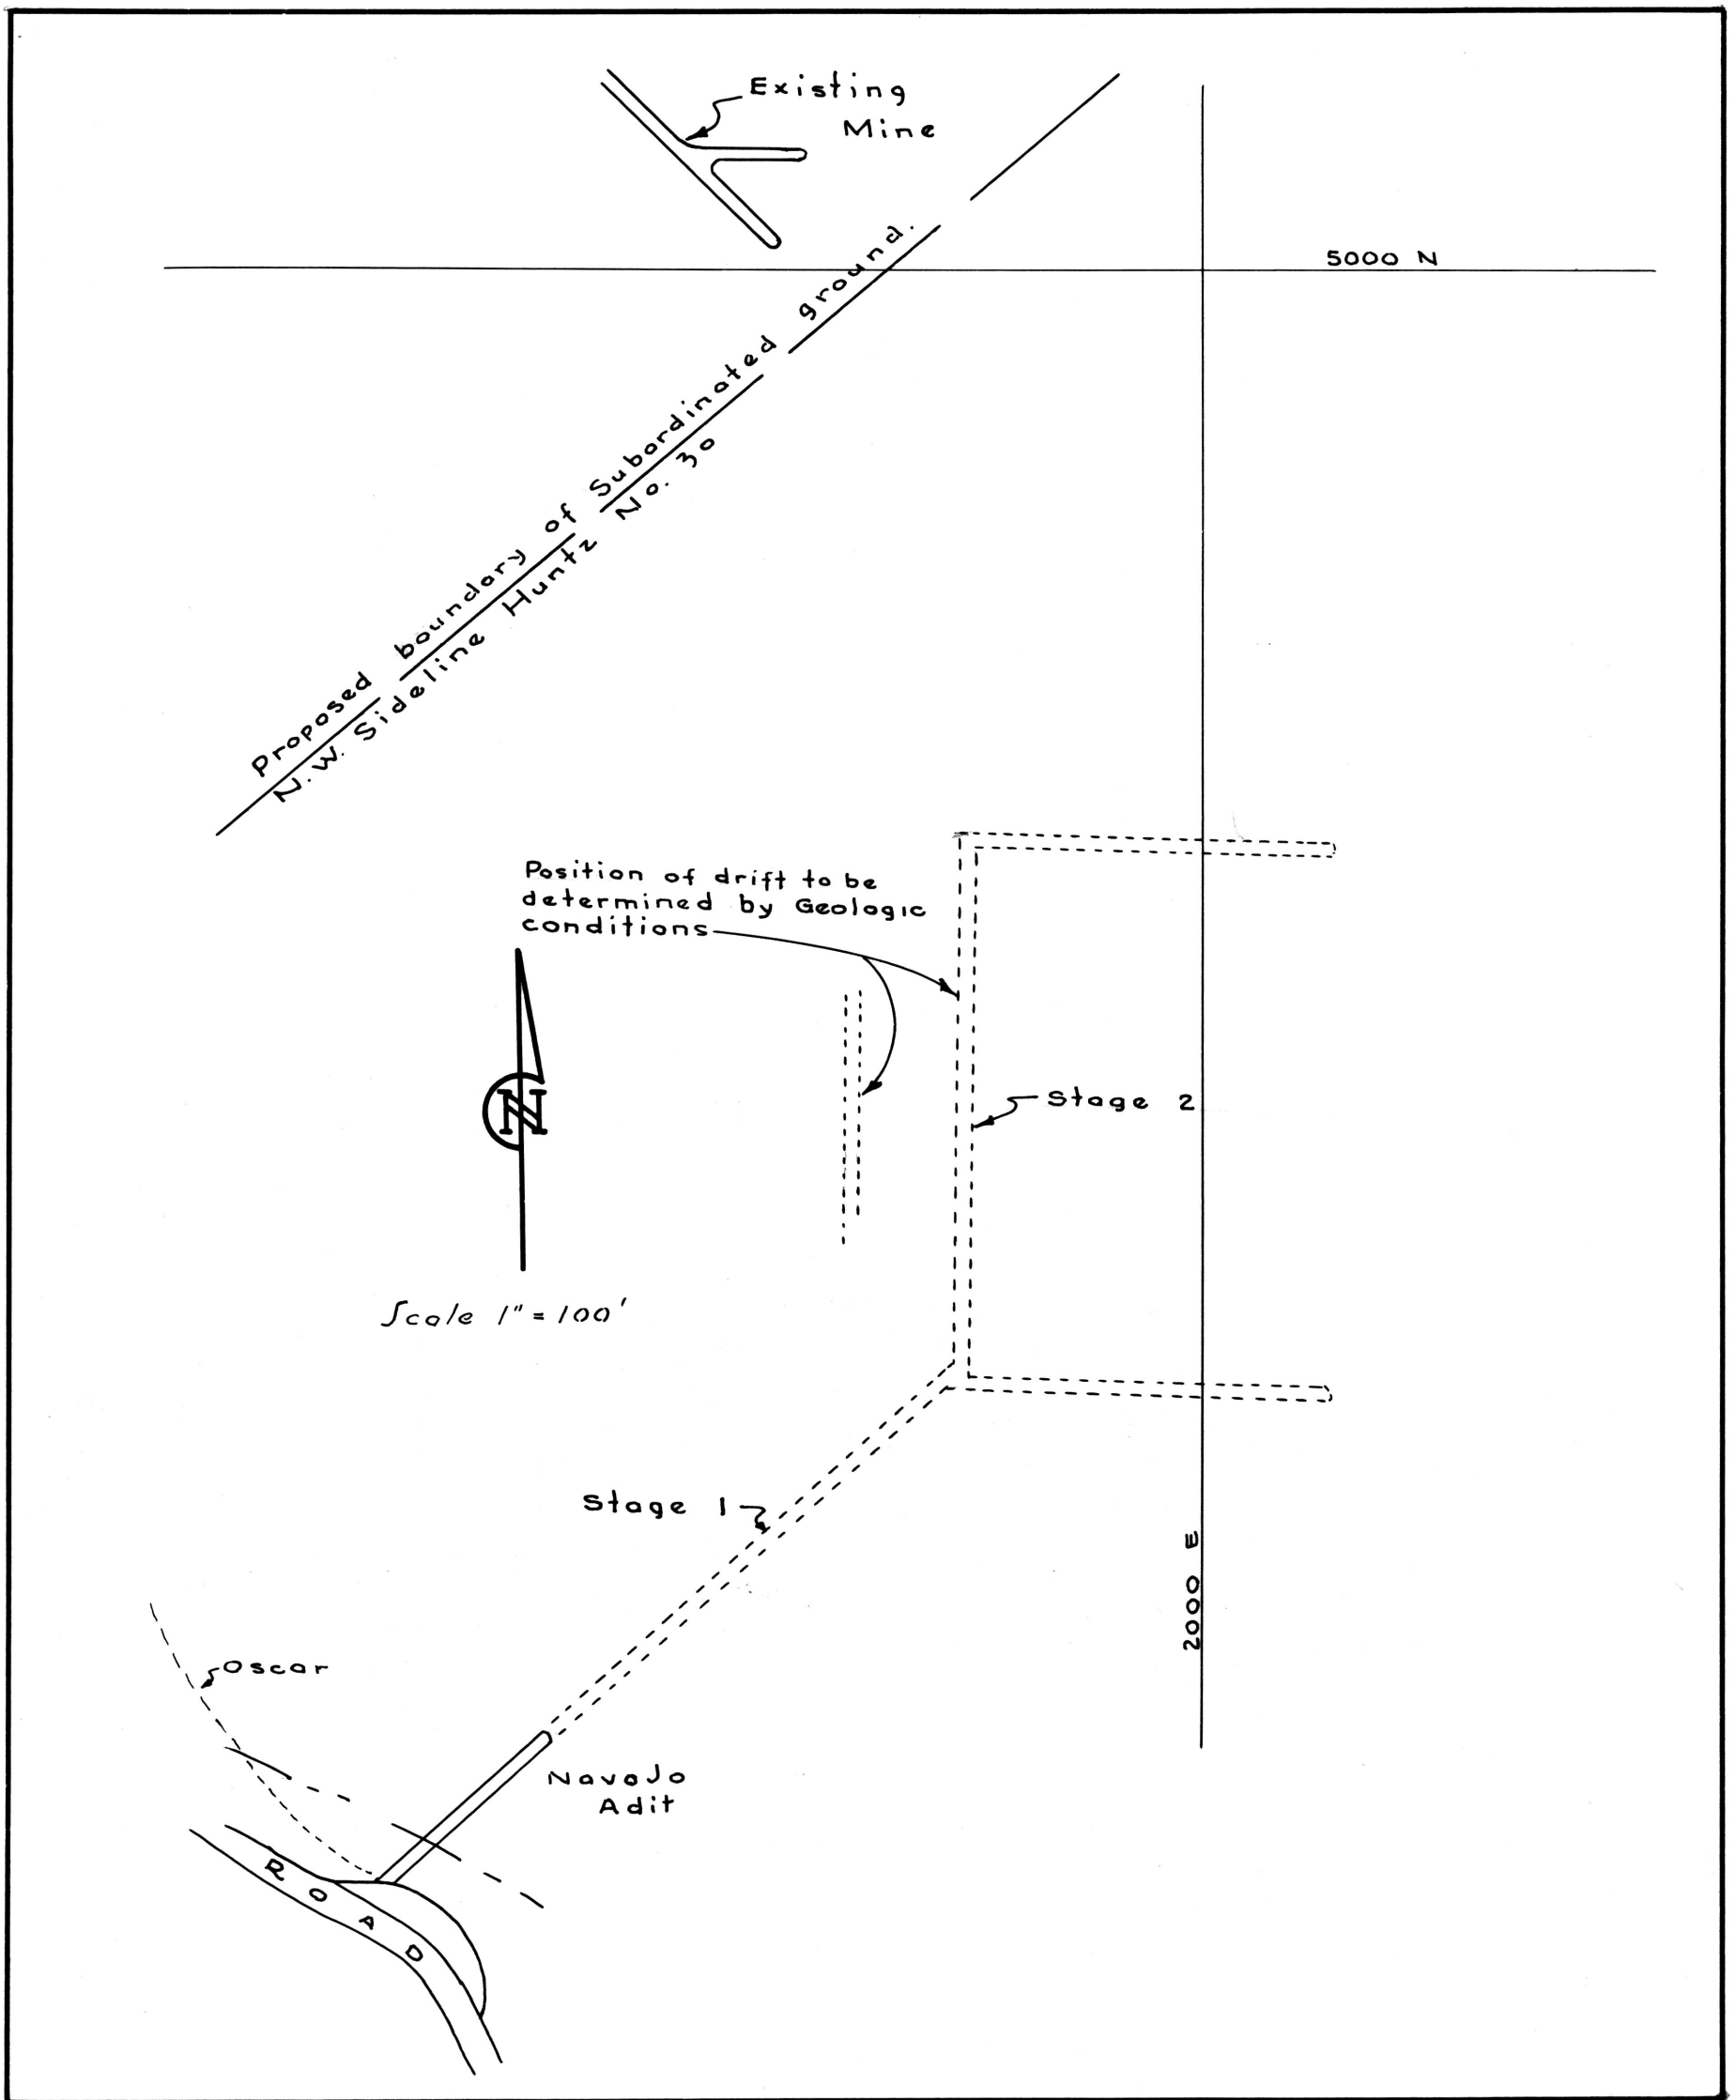 Existing
Mine
5000 N
Proposed boundary of Subordinated ground.
N.W. Sideline Huntz No. 30
Position of drift to be
determined by Geologic
conditions
N
Stage 2
Scale 1" = 100'
Stage 1
2000 E
Oscar
Navajo
Adit
ROAD